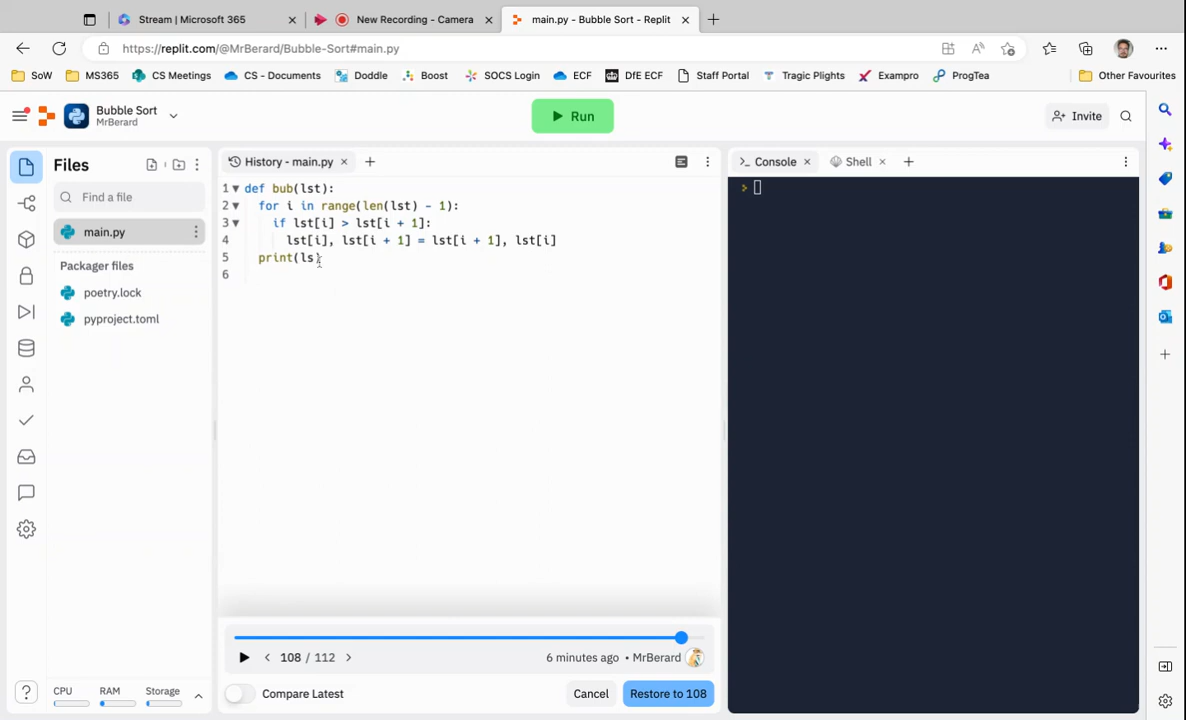 Stream | Microsoft 365
New Recording - Camera
main.py - Bubble Sort - Replit
https://replit.com/@MrBerard/Bubble-Sort#main.py
SoW
MS365
CS Meetings
CS - Documents
Doddle
Boost
SOCS Login
ECF
DfE ECF
Staff Portal
Tragic Plights
Exampro
ProgTea
Other Favourites
Bubble Sort
MrBerard
Run
Invite
Files
Find a file
main.py
Packager files
poetry.lock
pyproject.toml
CPU
RAM
Storage
History - main.py
1 def bub(lst):
2 for i in range(len(lst) - 1):
3 if lst[i] > lst[i + 1]:
4 lst[i], lst[i + 1] = lst[i + 1], lst[i]
5 print(ls)
6
108 / 112
6 minutes ago • MrBerard
Compare Latest
Cancel
Restore to 108
Console
Shell